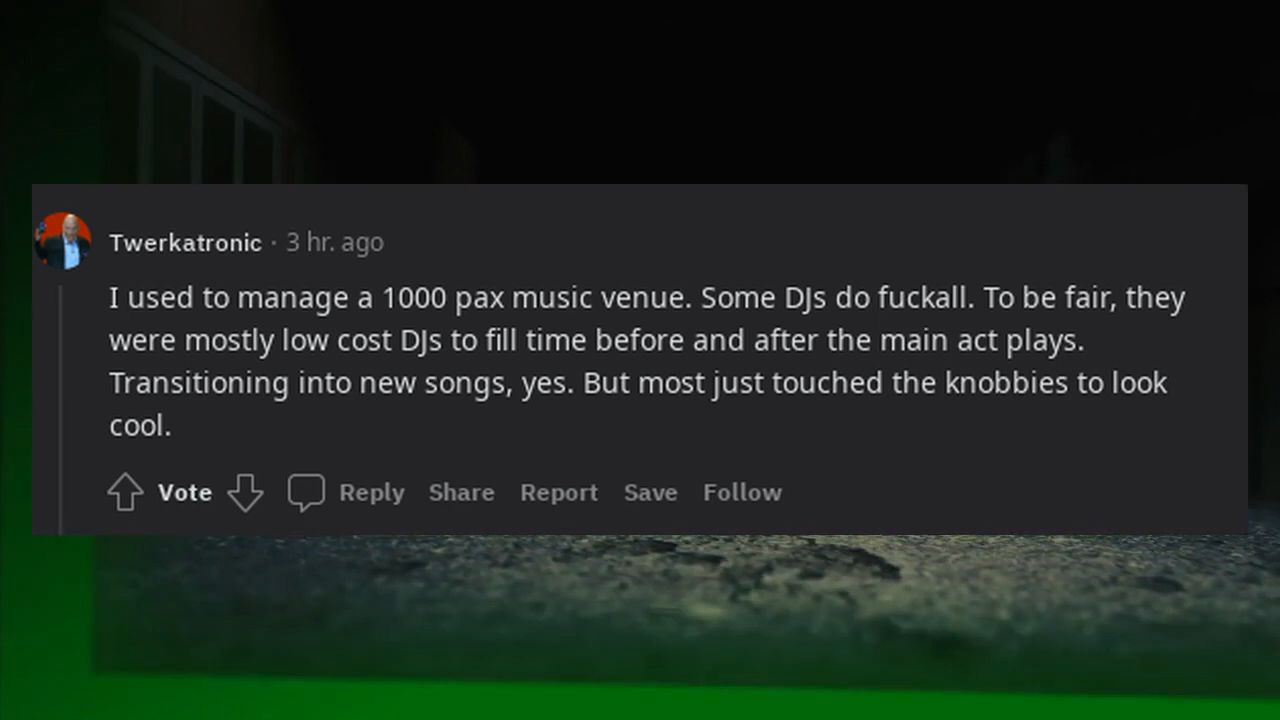 Twerkatronic · 3 hr. ago
I used to manage a 1000 pax music venue. Some DJs do fuckall. To be fair, they
were mostly low cost DJs to fill time before and after the main act plays.
Transitioning into new songs, yes. But most just touched the knobbies to look
cool.
Vote Reply Share Report Save Follow